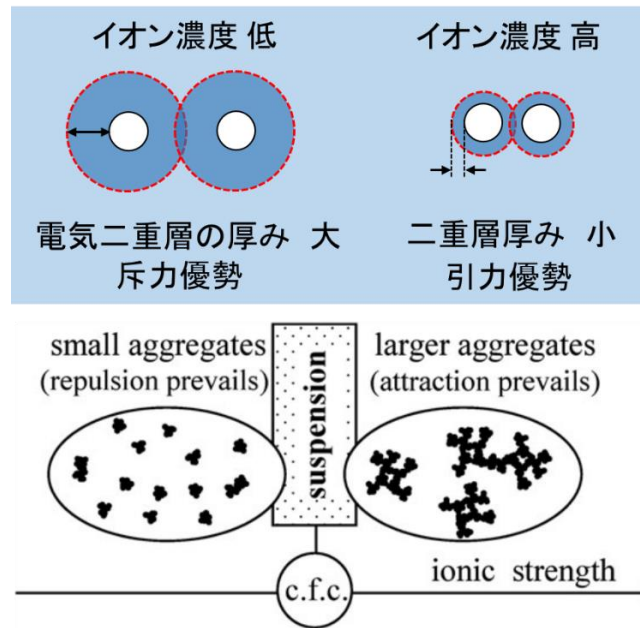 イオン濃度 低
イオン濃度 高
電気二重層の厚み 大
斥力優勢
二重層厚み 小
引力優勢
small aggregates
(repulsion prevails)
suspension
larger aggregates
(attraction prevails)
ionic strength
c.f.c.